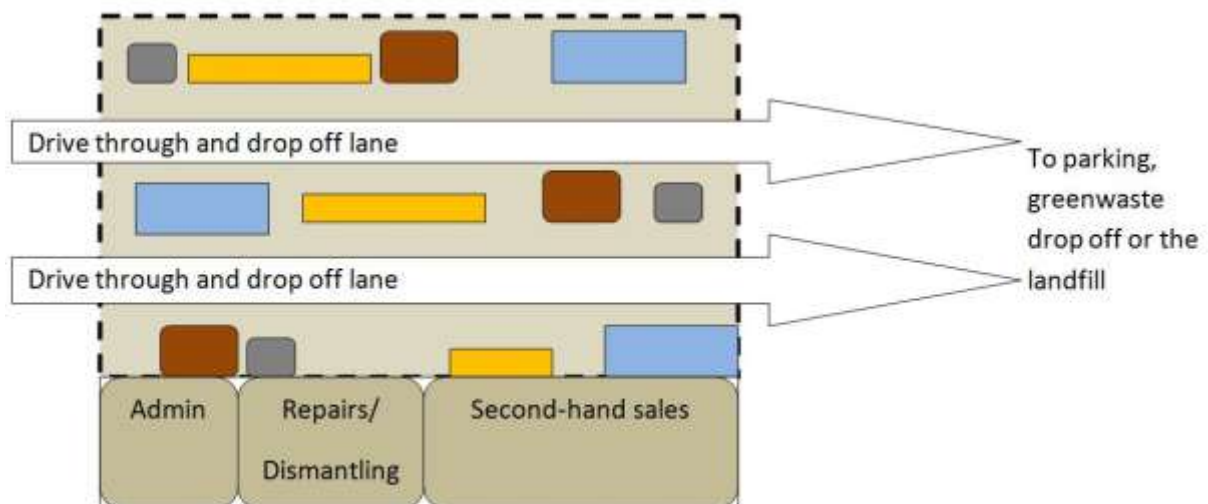 Drive through and drop off lane
To parking,
greenwaste
drop off or the
landfill
Drive through and drop off lane
Admin
Repairs/
Dismantling
Second-hand sales